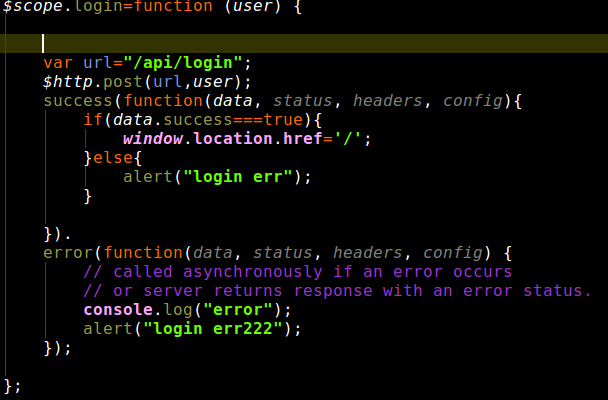 $scope.login=function (user) {
var url="/api/login";
$http.post(url,user);
success(function(data, status, headers, config){
if(data.success===true){
window.location.href='/';
}else{
alert("login err");
}
}).
error(function(data, status, headers, config) {
// called asynchronously if an error occurs
// or server returns response with an error status.
console.log("error");
alert("login err222");
});
};